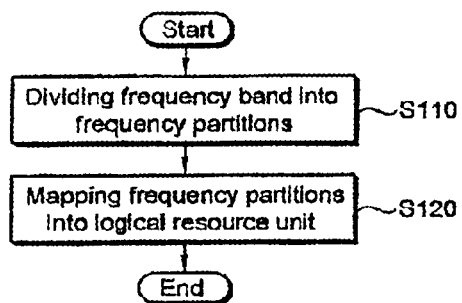 Start
Dividing frequency band into
frequency partitions
S110
Mapping frequency partitions
into logical resource unit
S120
End